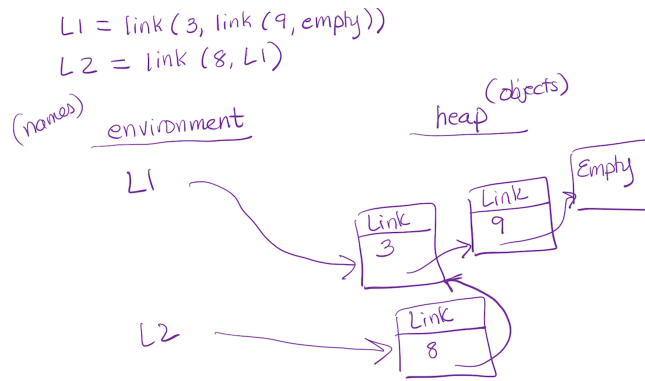 L1 = link (3, link (9, empty))
L2 = link (8, L1)
(names) environment
heap (objects)
L1
Link
3
Link
9
Empty
L2
Link
8